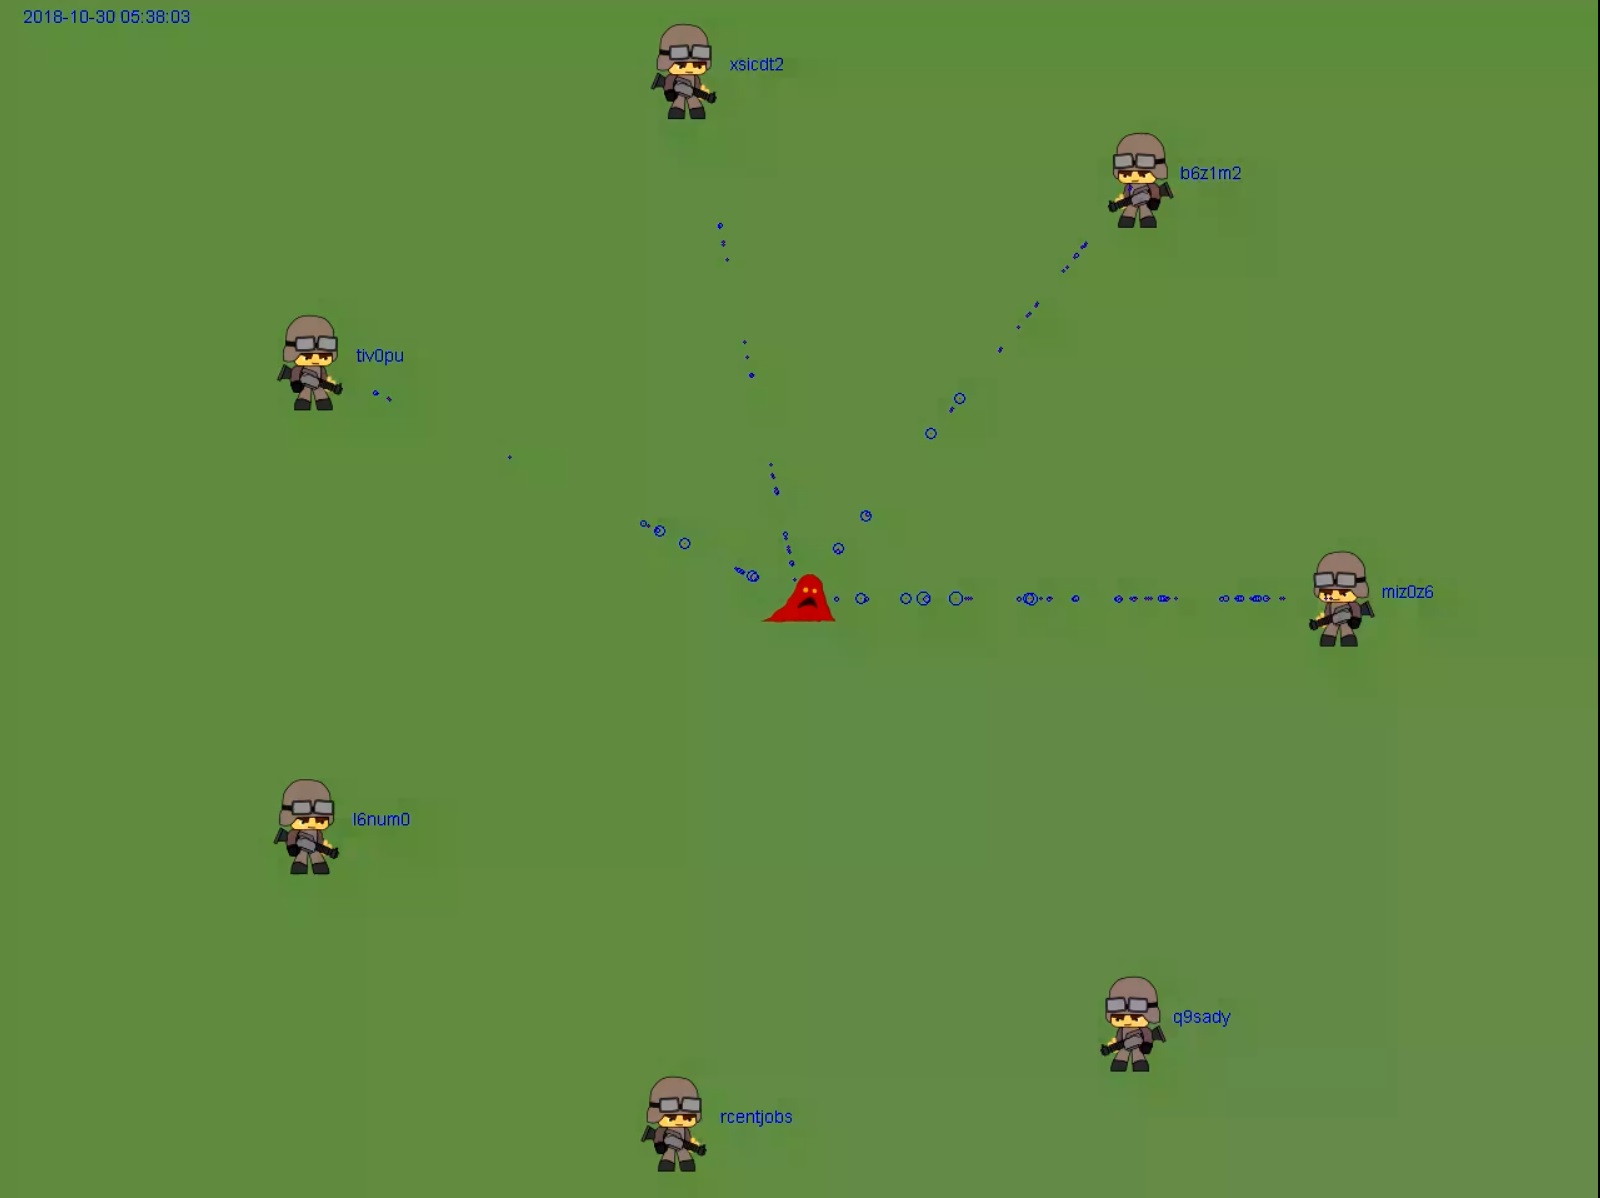 2018-10-30 05:38:03
xsicdt2
b6z1m2
tiv0pu
miz0z6
l6num0
q9sady
rcentjobs